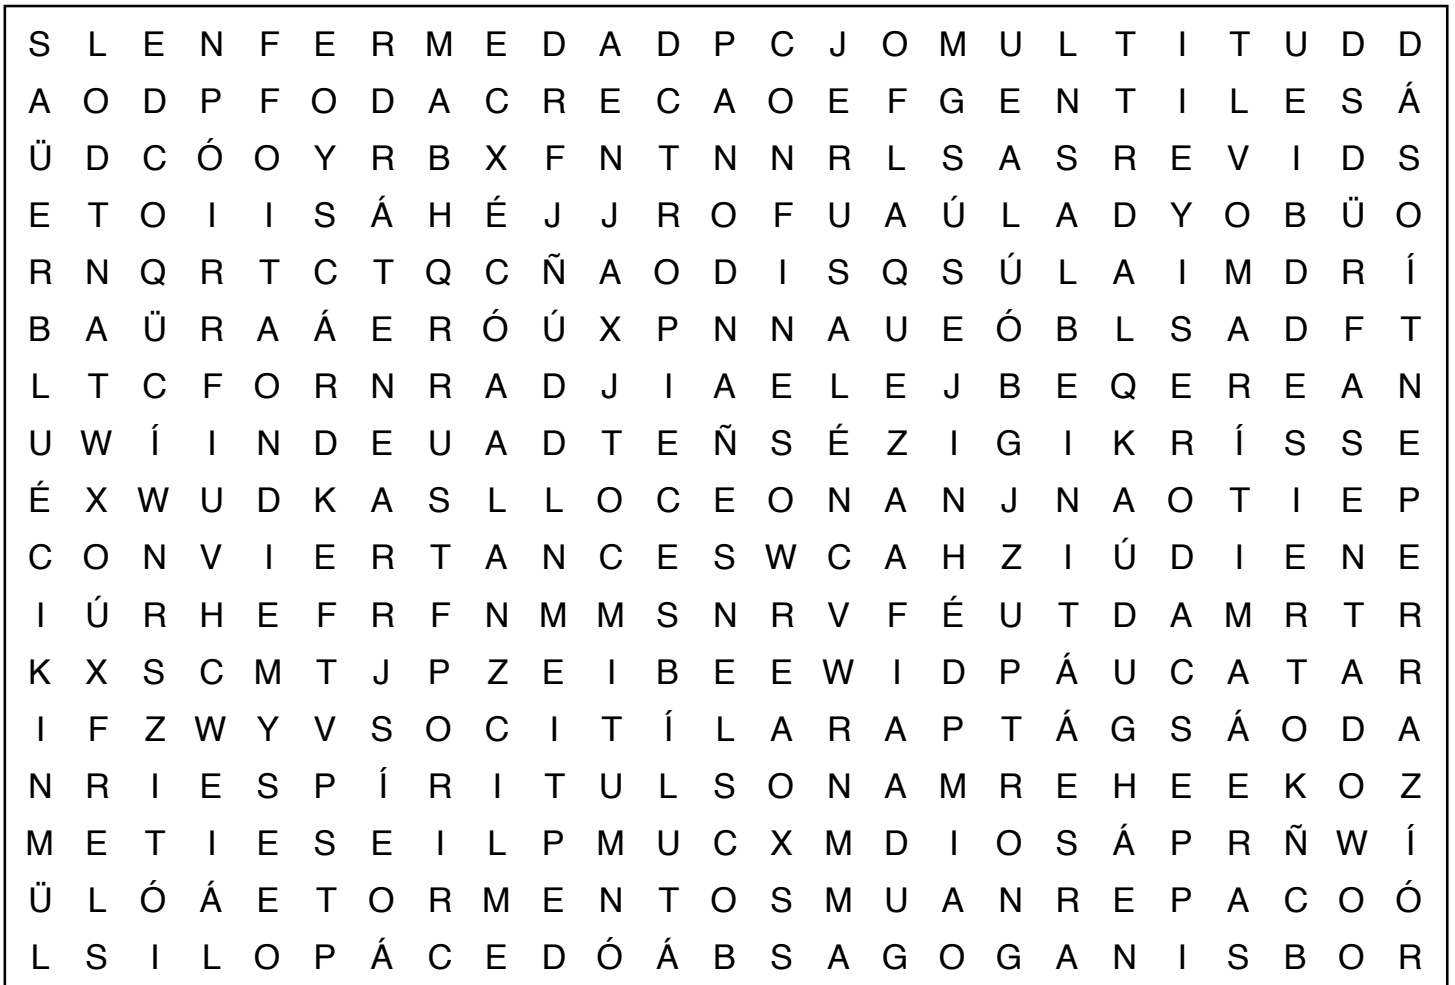 S L E N F E R M E D A D P C J O M U L T I T U D D
A O D P F O D A C R E C A O E F G E N T I L E S Á
Ü D C Ó O Y R B X F N T N N R L S A S R E V I D S
E T O I I S Á H É J J R O F U A Ú L A D Y O B Ü O
R N Q R T C T Q C Ñ A O D I S Q S Ú L A I M D R Í
B A Ü R A Á E R Ó Ú X P N N A U E Ó B L S A D F T
L T C F O R N R A D J I A E L E J B E Q E R E A N
U W Í I N D E U A D T E Ñ S É Z I G I K R Í S S E
É X W U D K A S L L O C E O N A N J N A O T I E P
C O N V I E R T A N C E S W C A H Z I Ú D I E N E
I Ú R H E F R F N M M S N R V F É U T D A M R T R
K X S C M T J P Z E I B E E W I D P Á U C A T A R
I F Z W Y V S O C I T Í L A R A P T Á G S Á O D A
N R I E S P Í R I T U L S O N A M R E H E E K O Z
M E T I E S E I L P M U C X M D I O S Á P R Ñ W Í
Ü L Ó Á E T O R M E N T O S M U A N R E P A C O Ó
L S I L O P Á C E D Ó Á B S A G O G A N I S B O R